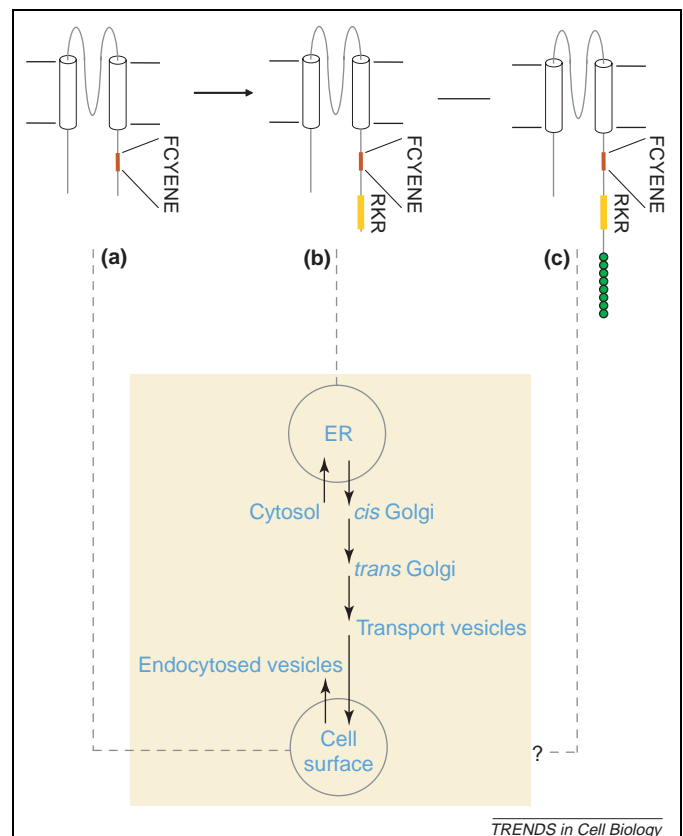 FCYENE
FCYENE
RKR
FCYENE
RKR
(a)
(b)
(c)
ER
Cytosol
cis Golgi
trans Golgi
Transport vesicles
Endocytosed vesicles
Cell
surface
?
TRENDS in Cell Biology